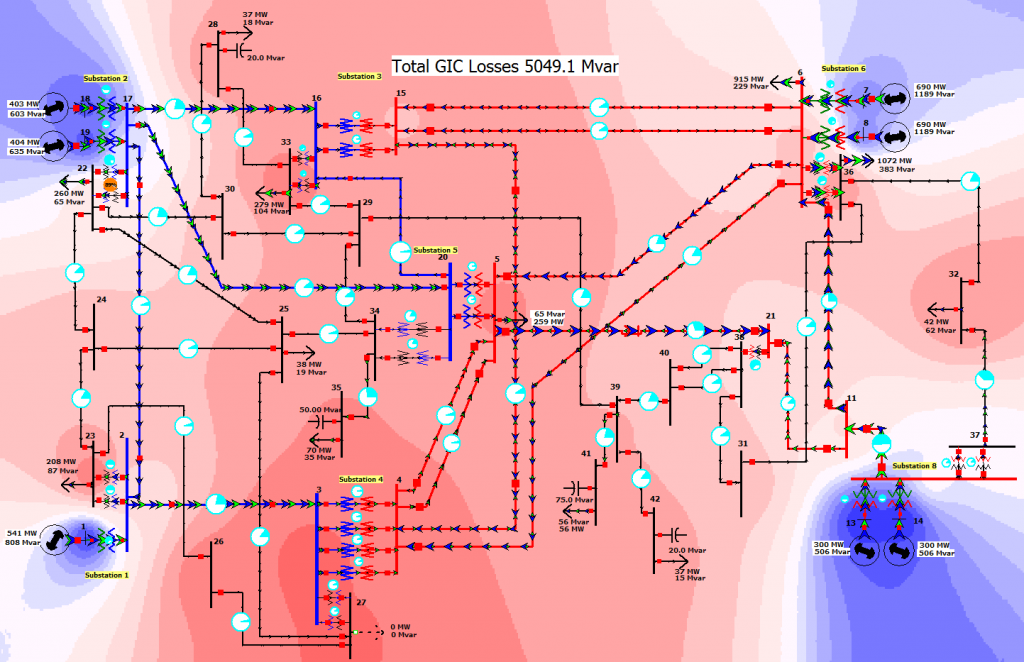 37 MW
18 Mvar
28
20.0 Mvar
Total GIC Losses 5049.1 Mvar
Substation 2
Substation 3
Substation 6
403 MW
603 Mvar
18
17
16
15
6
7
690 MW
1189 Mvar
915 MW
229 Mvar
404 MW
635 Mvar
19
8
690 MW
1189 Mvar
33
22
1072 MW
383 Mvar
36
260 MW
65 Mvar
30
279 MW
104 Mvar
29
Substation 5
20
5
32
24
25
34
65 Mvar
259 MW
21
42 MW
62 Mvar
38
40
38 MW
19 Mvar
35
39
50.00 Mvar
11
70 MW
35 Mvar
31
23
2
41
37
208 MW
87 Mvar
Substation 4
Substation 8
3
4
75.0 Mvar
42
56 Mvar
56 MW
541 MW
808 Mvar
1
26
20.0 Mvar
13
14
300 MW
506 Mvar
300 MW
506 Mvar
Substation 1
37 MW
15 Mvar
27
0 MW
0 Mvar